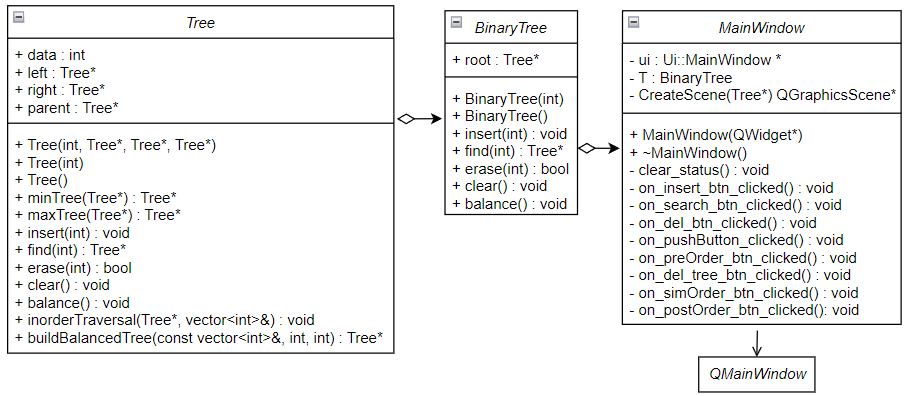 Tree
+ data : int
+ left : Tree*
+ right : Tree*
+ parent : Tree*
+ Tree(int, Tree*, Tree*, Tree*)
+ Tree(int)
+ Tree()
+ minTree(Tree*) : Tree*
+ maxTree(Tree*) : Tree*
+ insert(int) : void
+ find(int) : Tree*
+ erase(int) : bool
+ clear() : void
+ balance() : void
+ inorderTraversal(Tree*, vector<int>&) : void
+ buildBalancedTree(const vector<int>&, int, int) : Tree*
BinaryTree
+ root : Tree*
+ BinaryTree(int)
+ BinaryTree()
+ insert(int) : void
+ find(int) : Tree*
+ erase(int) : bool
+ clear() : void
+ balance() : void
MainWindow
- ui : Ui::MainWindow *
- T : BinaryTree
- CreateScene(Tree*) QGraphicsScene*
+ MainWindow(QWidget*)
+ ~MainWindow()
- clear_status() : void
- on_insert_btn_clicked() : void
- on_search_btn_clicked() : void
- on_del_btn_clicked() : void
- on_pushButton_clicked() : void
- on_preOrder_btn_clicked() : void
- on_del_tree_btn_clicked() : void
- on_simOrder_btn_clicked() : void
- on_postOrder_btn_clicked(): void
QMainWindow